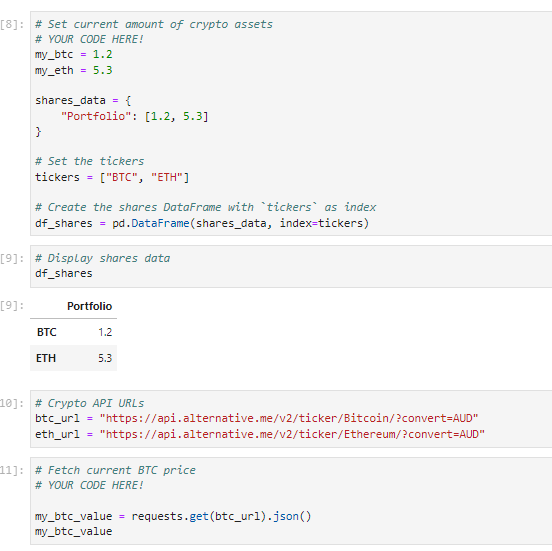 [8]: # Set current amount of crypto assets
# YOUR CODE HERE!
my_btc = 1.2
my_eth = 5.3
shares_data = {
"Portfolio": [1.2, 5.3]
}
# Set the tickers
tickers = ["BTC", "ETH"]
# Create the shares DataFrame with `tickers` as index
df_shares = pd.DataFrame(shares_data, index=tickers)
[9]: # Display shares data
df_shares
[9]: Portfolio
BTC 1.2
ETH 5.3
10]: # Crypto API URLs
btc_url = "https://api.alternative.me/v2/ticker/Bitcoin/?convert=AUD"
eth_url = "https://api.alternative.me/v2/ticker/Ethereum/?convert=AUD"
11]: # Fetch current BTC price
# YOUR CODE HERE!
my_btc_value = requests.get(btc_url).json()
my_btc_value